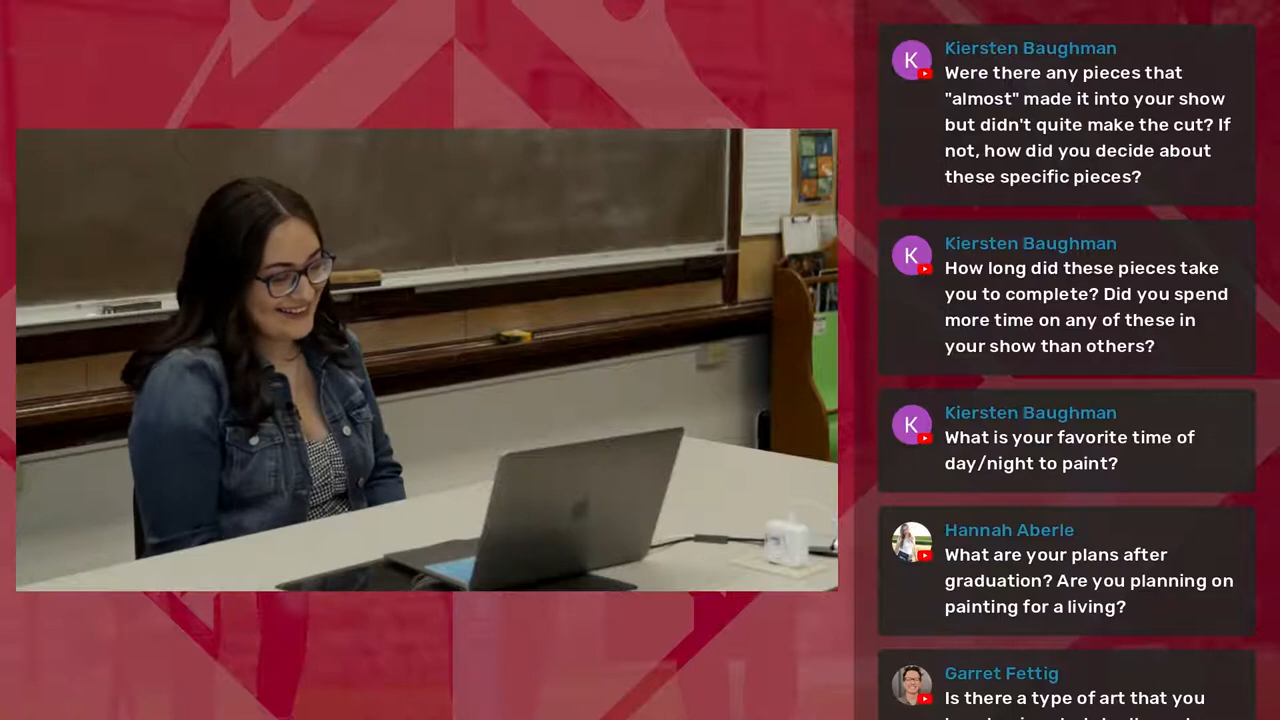 Kiersten Baughman
Were there any pieces that
"almost" made it into your show
but didn't quite make the cut? If
not, how did you decide about
these specific pieces?
Kiersten Baughman
How long did these pieces take
you to complete? Did you spend
more time on any of these in
your show than others?
Kiersten Baughman
What is your favorite time of
day/night to paint?
Hannah Aberle
What are your plans after
graduation? Are you planning on
painting for a living?
Garret Fettig
Is there a type of art that you
K
K
K